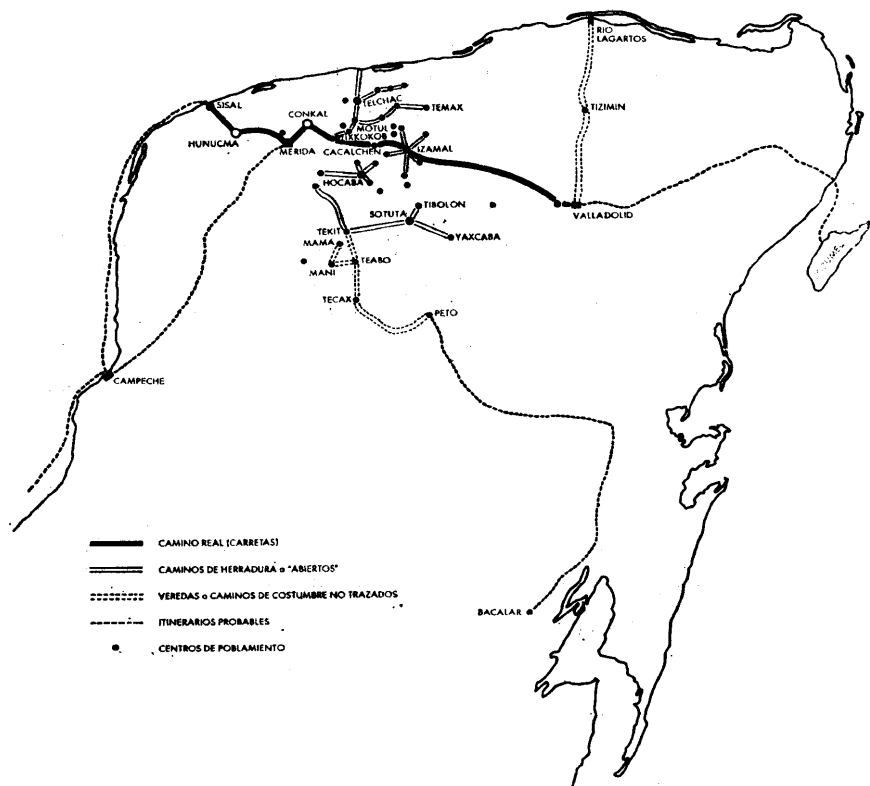 RIO
LAGARTOS
SISAL
TELCHAC
TEMAX
CONKAL
TIZIMIN
MOTUL
HUNUCMA
MERIDA
CACALCHEN
IZAMAL
HOCABA
TIBOLON
SOTUTA
VALLADOLID
TEKIT
YAXCABA
MAMA
TEABO
MANI
TECAX
PETO
CAMPECHE
CAMINO REAL (CARRETAS)
CAMINOS DE HERRADURA o "ABIERTOS"
VEREDAS o CAMINOS DE COSTUMBRE NO TRAZADOS
ITINERARIOS PROBABLES
CENTROS DE POBLAMIENTO
BACALAR